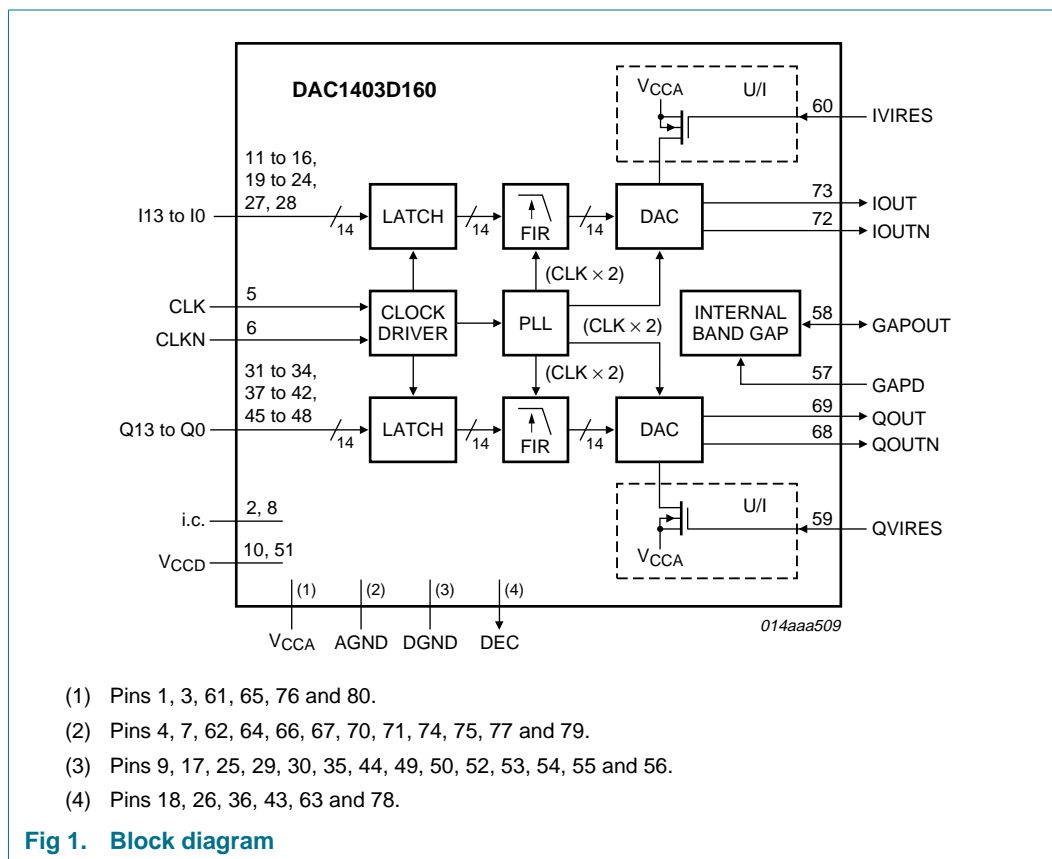 DAC1403D160
VCCA
U/I
60
IVIRES
11 to 16,
19 to 24,
27, 28
I13 to I0
14
LATCH
14
FIR
14
DAC
73
IOUT
72
IOUTN
(CLK × 2)
CLK
5
CLKN
6
CLOCK
DRIVER
PLL
(CLK × 2)
INTERNAL
BAND GAP
58
GAPOUT
(CLK × 2)
57
GAPD
31 to 34,
37 to 42,
45 to 48
Q13 to Q0
14
LATCH
14
FIR
14
DAC
69
QOUT
68
QOUTN
U/I
59
QVIRES
VCCA
i.c.
2, 8
VCCD
10, 51
(1)
(2)
(3)
(4)
VCCA
AGND
DGND
DEC
014aaa509
(1) Pins 1, 3, 61, 65, 76 and 80.
(2) Pins 4, 7, 62, 64, 66, 67, 70, 71, 74, 75, 77 and 79.
(3) Pins 9, 17, 25, 29, 30, 35, 44, 49, 50, 52, 53, 54, 55 and 56.
(4) Pins 18, 26, 36, 43, 63 and 78.
Fig 1. Block diagram